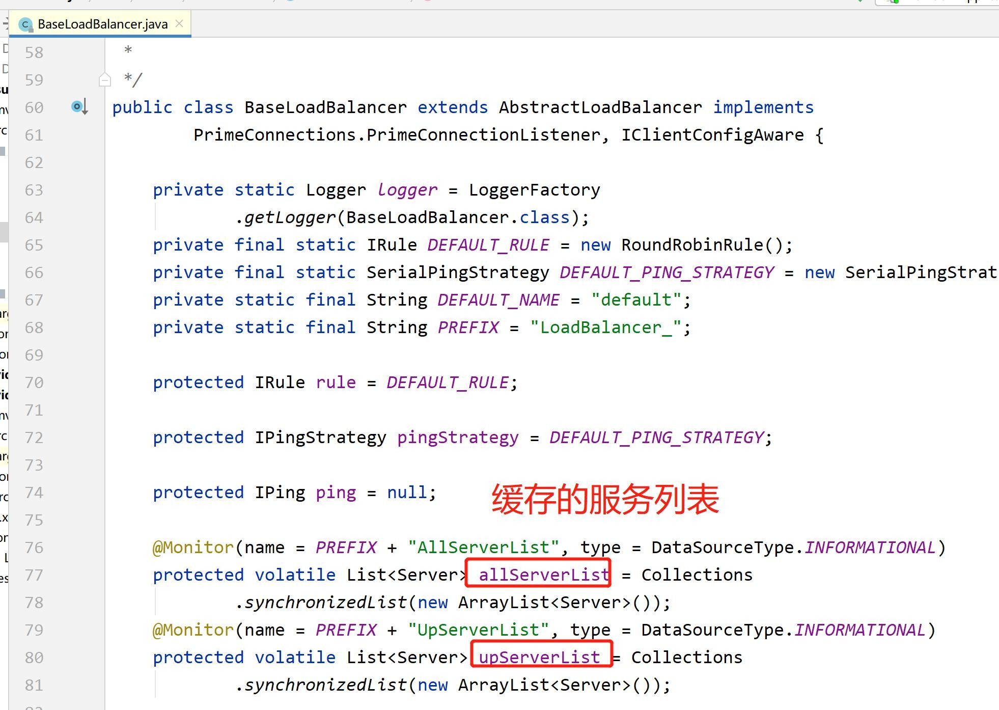 BaseLoadBalancer.java
58 *
59 */
60 public class BaseLoadBalancer extends AbstractLoadBalancer implements
61 PrimeConnections.PrimeConnectionListener, IClientConfigAware {
62
63 private static Logger logger = LoggerFactory
64 .getLogger(BaseLoadBalancer.class);
65 private final static IRule DEFAULT_RULE = new RoundRobinRule();
66 private final static SerialPingStrategy DEFAULT_PING_STRATEGY = new SerialPingStrat
67 private static final String DEFAULT_NAME = "default";
68 private static final String PREFIX = "LoadBalancer_";
69
70 protected IRule rule = DEFAULT_RULE;
71
72 protected IPingStrategy pingStrategy = DEFAULT_PING_STRATEGY;
73
74 protected IPing ping = null;
缓存的服务列表
75
76 @Monitor(name = PREFIX + "AllServerList", type = DataSourceType.INFORMATIONAL)
77 protected volatile List<Server> allServerList = Collections
78 .synchronizedList(new ArrayList<Server>());
79 @Monitor(name = PREFIX + "UpServerList", type = DataSourceType.INFORMATIONAL)
80 protected volatile List<Server> upServerList = Collections
81 .synchronizedList(new ArrayList<Server>());